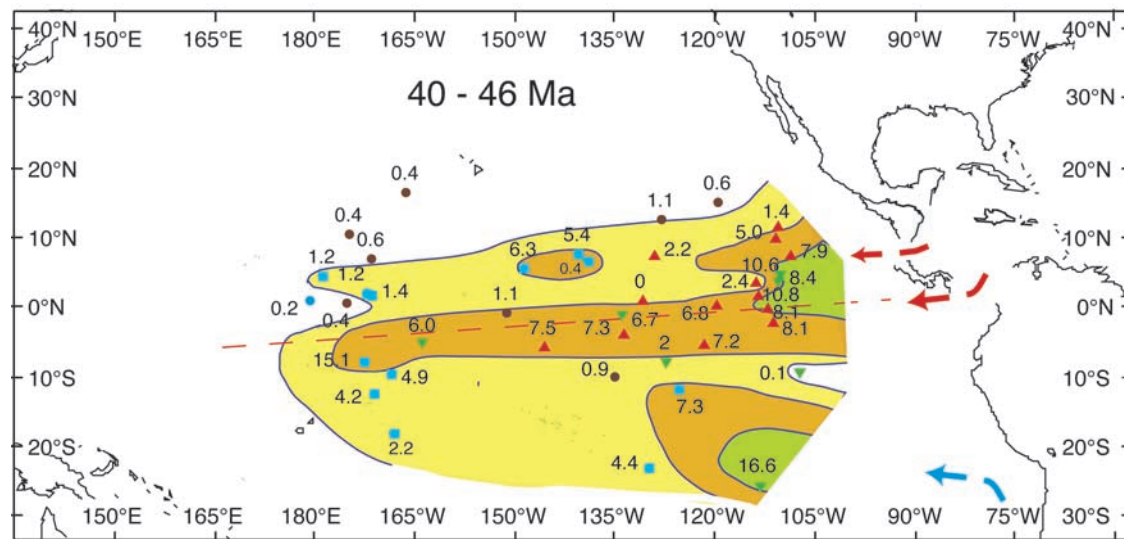 40°N 150°E 165°E 180°E 165°W 150°W 135°W 120°W 105°W 90°W 75°W 40°N
40 - 46 Ma
30°N 30°N
20°N 20°N
0.4 1.1 0.6
0.4 1.4
10°N 0.6 6.3 5.4 2.2 5.0 7.9 10°N
1.2 1.2 0.4 10.6 8.4
0.2 1.4 0 2.4 10.8
0°N 0.4 1.1 6.8 8.1 0°N
6.0 7.5 7.3 6.7 8.1
15.1 2 7.2
10°S 4.9 0.9 0.1 10°S
4.2 7.3
20°S 2.2 4.4 16.6 20°S
30°S 150°E 165°E 180°E 165°W 150°W 135°W 120°W 105°W 90°W 75°W 30°S